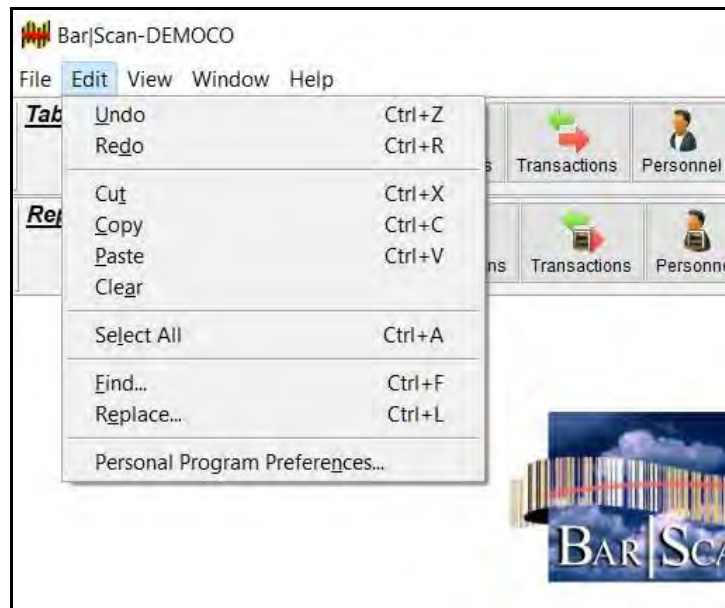 Bar|Scan-DEMOCO
File Edit View Window Help
Tab
Undo Ctrl+Z
Redo Ctrl+R
Cut Ctrl+X
Copy Ctrl+C
Paste Ctrl+V
Clear
Select All Ctrl+A
Find... Ctrl+F
Replace... Ctrl+L
Personal Program Preferences...
s Transactions Personnel
Rep
ns Transactions Personne
BAR|SCA